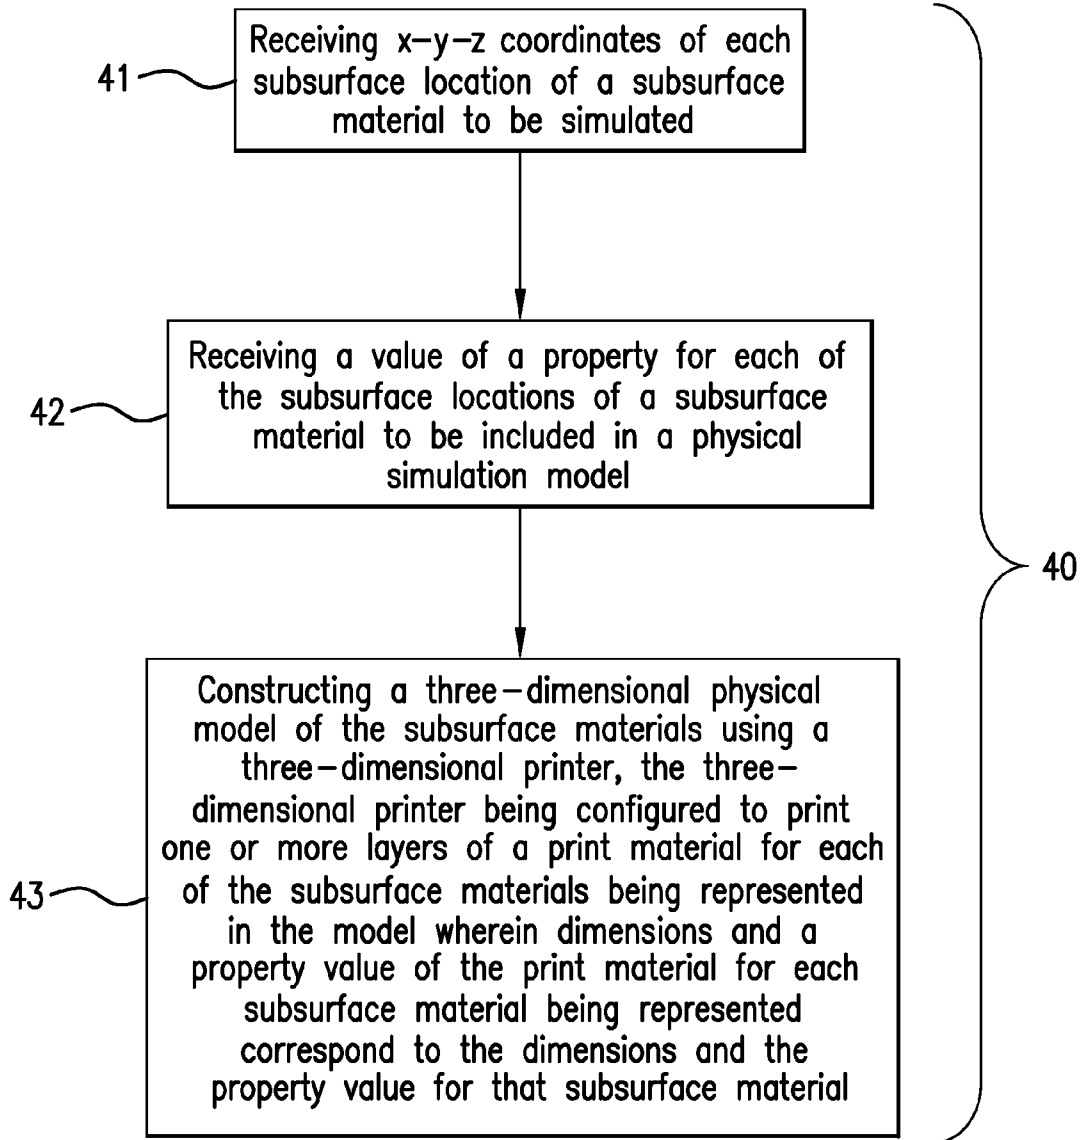 Receiving x-y-z coordinates of each
subsurface location of a subsurface
material to be simulated
41
Receiving a value of a property for each of
the subsurface locations of a subsurface
material to be included in a physical
simulation model
42
40
Constructing a three-dimensional physical
model of the subsurface materials using a
three-dimensional printer, the three-
dimensional printer being configured to print
one or more layers of a print material for each
of the subsurface materials being represented
in the model wherein dimensions and a
property value of the print material for each
subsurface material being represented
correspond to the dimensions and the
property value for that subsurface material
43